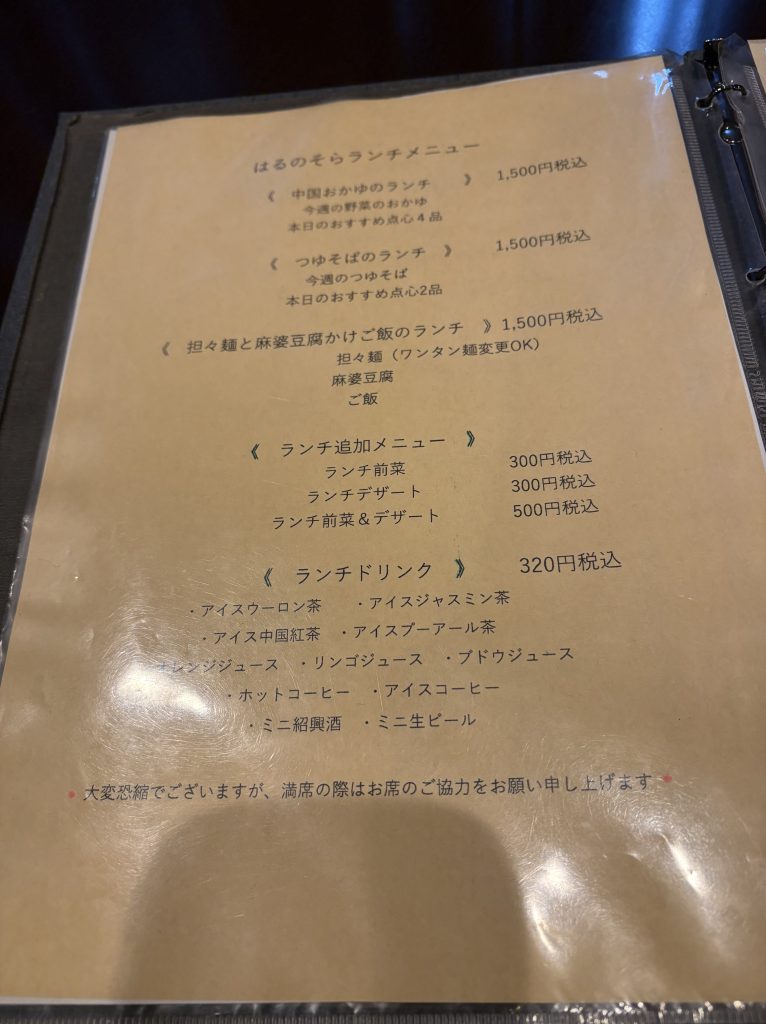 はるのそらランチメニュー
《 中国おかゆのランチ 》 1,500円税込
今週の野菜のおかゆ
本日のおすすめ点心４品
《 つゆそばのランチ 》 1,500円税込
今週のつゆそば
本日のおすすめ点心2品
《 担々麺と麻婆豆腐かけご飯のランチ 》1,500円税込
担々麺（ワンタン麺変更OK）
麻婆豆腐
ご飯
《 ランチ追加メニュー 》
ランチ前菜 300円税込
ランチデザート 300円税込
ランチ前菜＆デザート 500円税込
《 ランチドリンク 》 320円税込
・アイスウーロン茶 ・アイスジャスミン茶
・アイス中国紅茶 ・アイスプーアール茶
オレンジジュース ・リンゴジュース ・ブドウジュース
・ホットコーヒー ・アイスコーヒー
・ミニ紹興酒 ・ミニ生ビール
• 大変恐縮でございますが、満席の際はお席のご協力をお願い申し上げます •